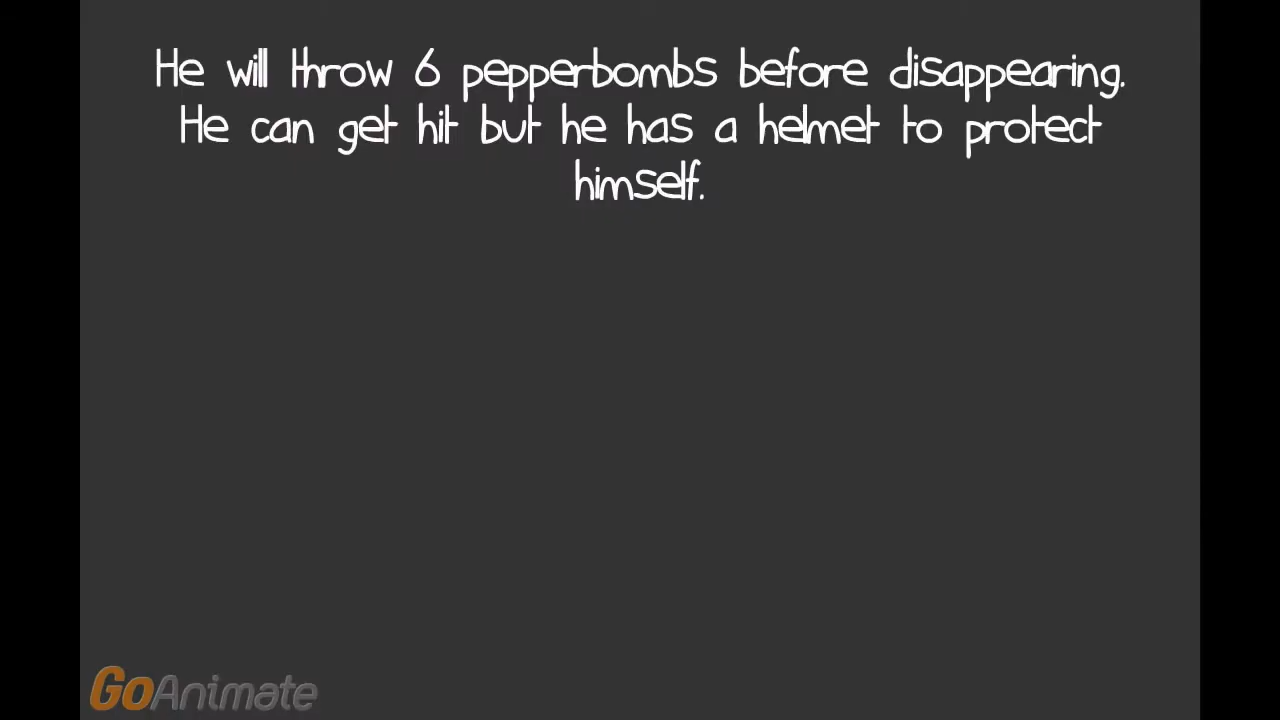 He will throw 6 pepperbombs before disappearing.
He can get hit but he has a helmet to protect
himself.
GoAnimate